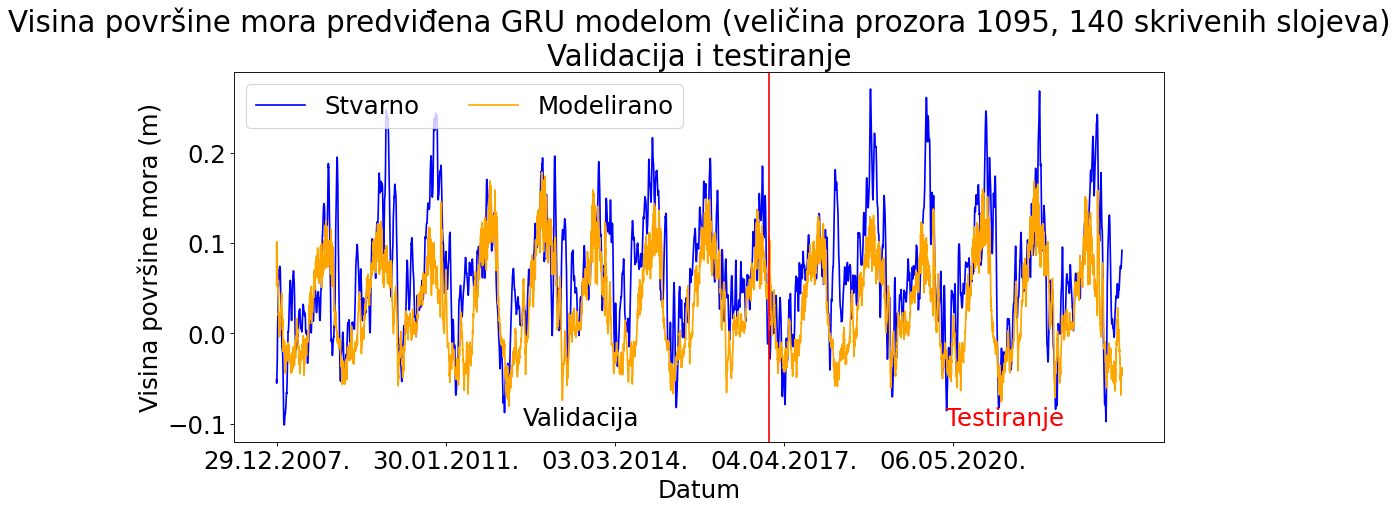 Visina površine mora predviđena GRU modelom (veličina prozora 1095, 140 skrivenih slojeva)
Validacija i testiranje
Stvarno Modelirano
Visina površine mora (m)
0.2
0.1
0.0
−0.1
Validacija Testiranje
29.12.2007. 30.01.2011. 03.03.2014. 04.04.2017. 06.05.2020.
Datum